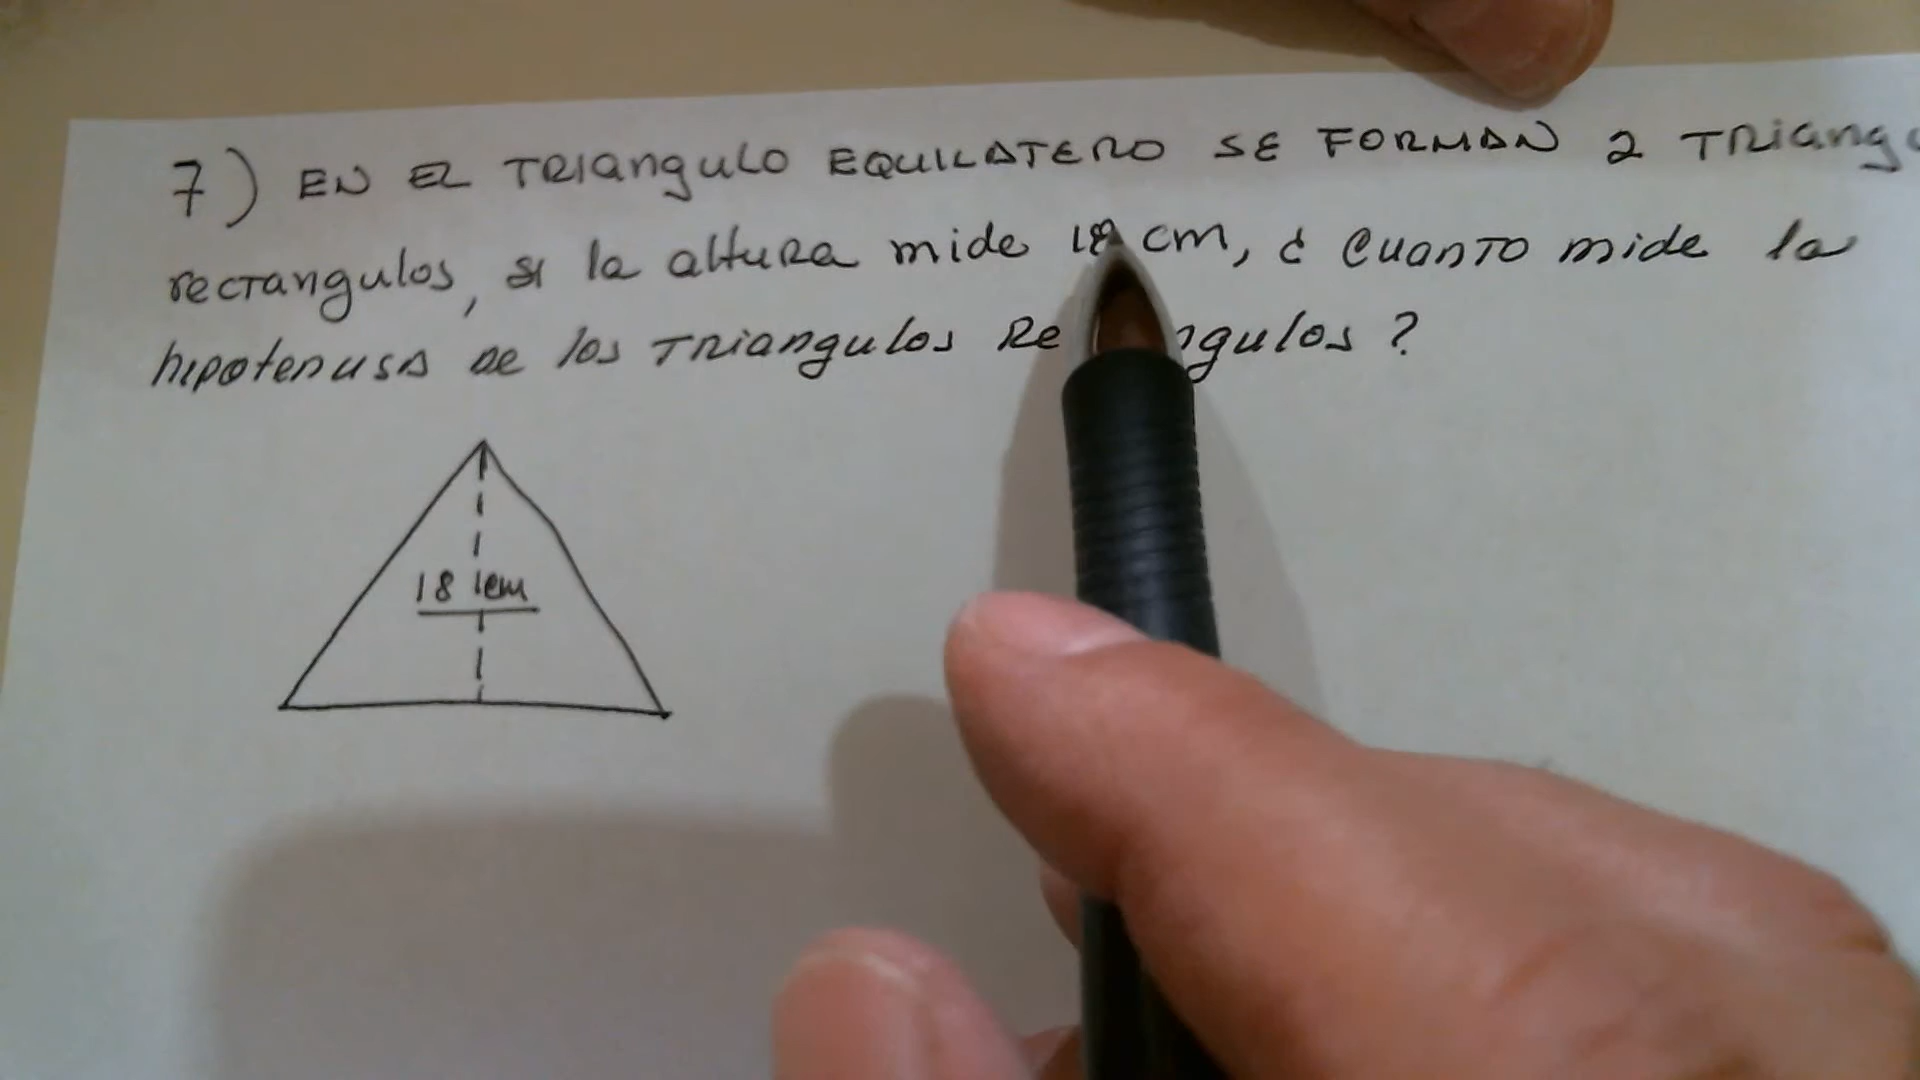 7) EN EL TRIangulo EQUILATERO SE FORMAN 2 TRiang
rectangulos, si la altura mide 18 cm, ¿ Cuanto mide la
hipotenusa de los Triangulos Re ngulos ?
18 cm